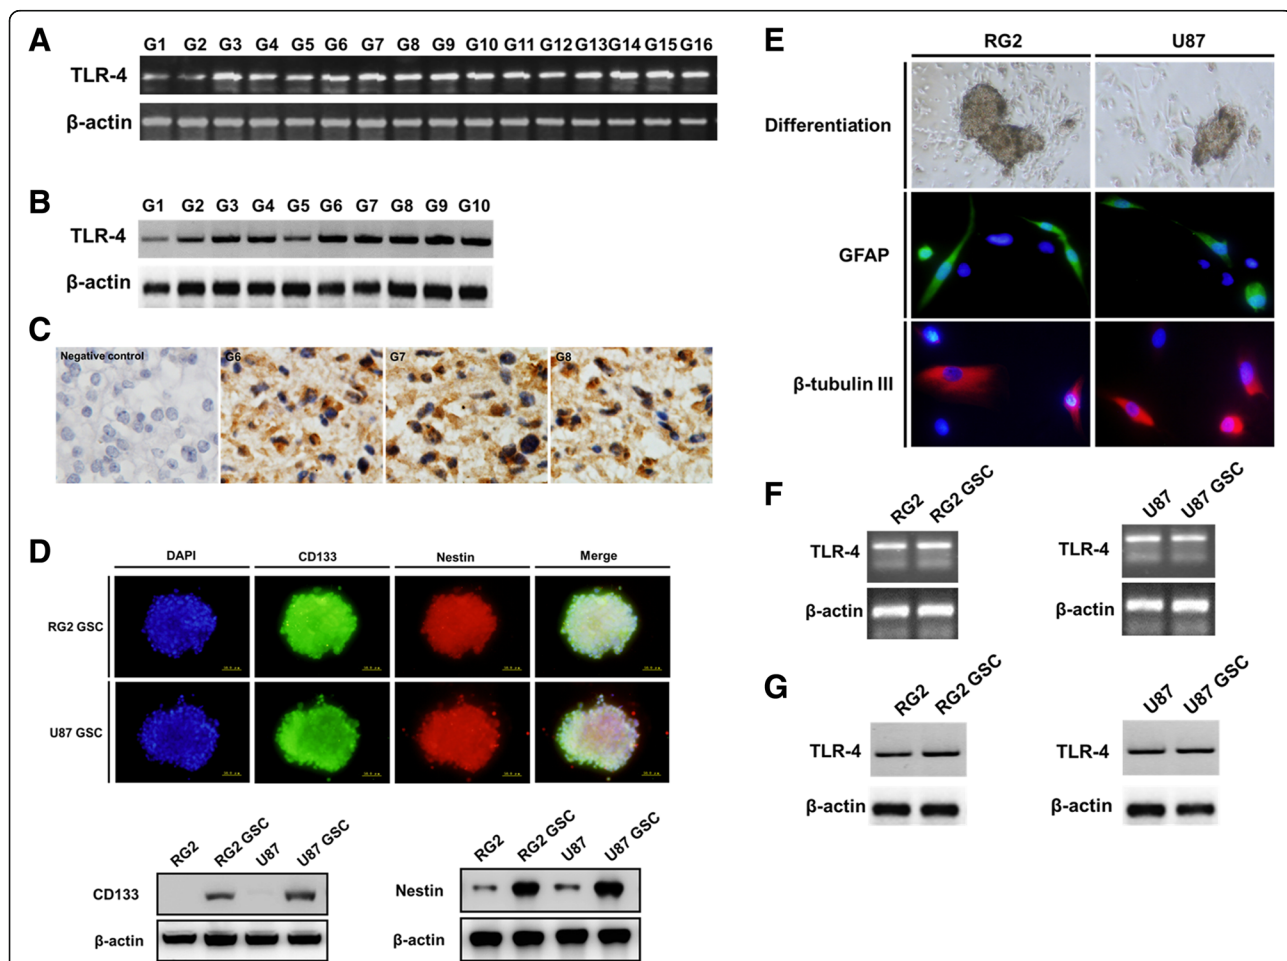 A
G1 G2 G3 G4 G5 G6 G7 G8 G9 G10 G11 G12 G13 G14 G15 G16
TLR-4
β-actin
B
G1 G2 G3 G4 G5 G6 G7 G8 G9 G10
TLR-4
β-actin
C
Negative control
G6
G7
G8
D
DAPI CD133 Nestin Merge
RG2 GSC
U87 GSC
RG2 RG2 GSC U87 U87 GSC
CD133
β-actin
RG2 RG2 GSC U87 U87 GSC
Nestin
β-actin
E
RG2 U87
Differentiation
GFAP
β-tubulin III
F
RG2 RG2 GSC
TLR-4
β-actin
U87 U87 GSC
TLR-4
β-actin
G
RG2 RG2 GSC
TLR-4
β-actin
U87 U87 GSC
TLR-4
β-actin